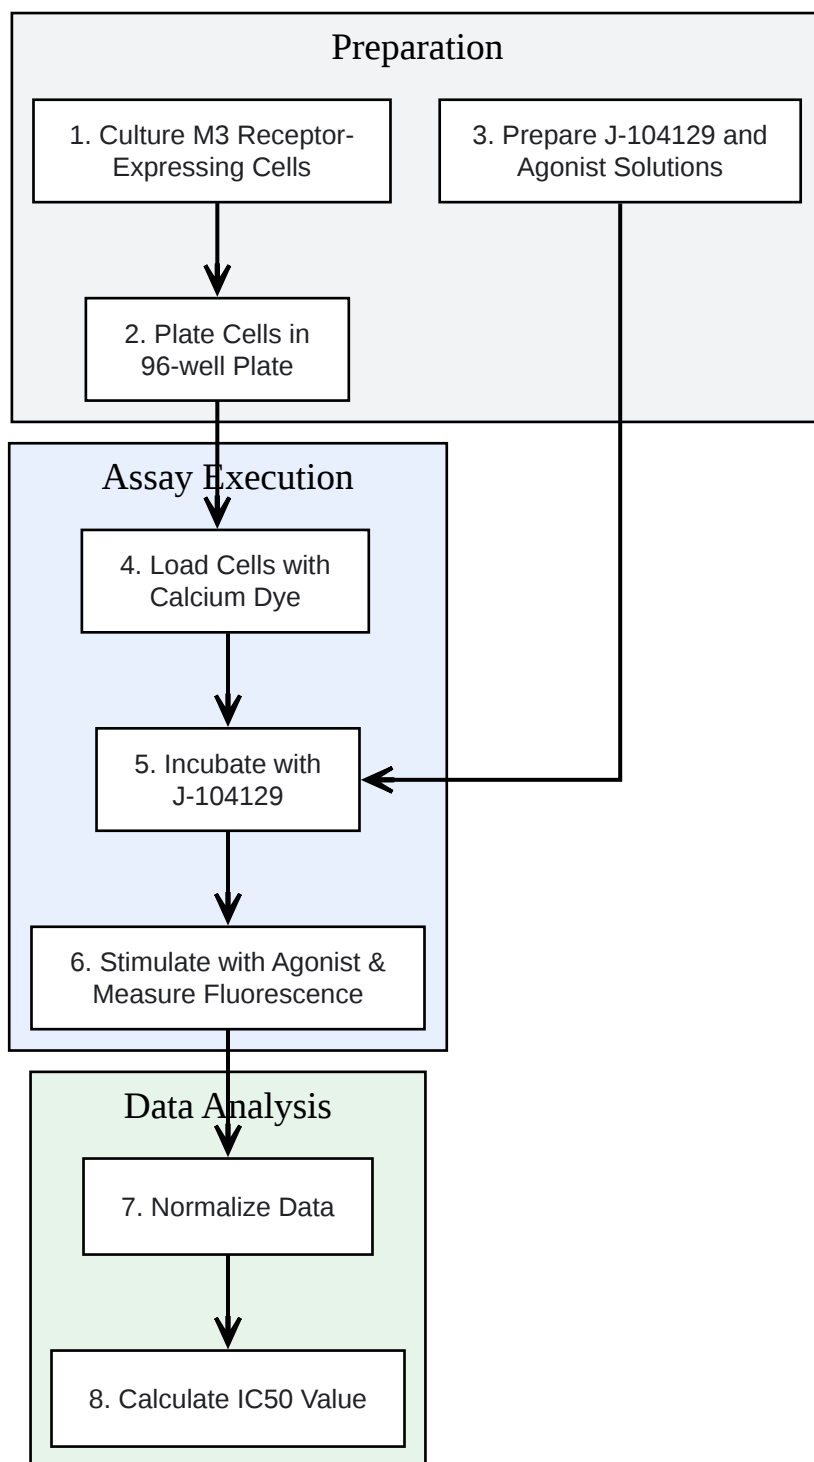 Preparation
1. Culture M3 Receptor-
Expressing Cells
3. Prepare J-104129 and
Agonist Solutions
2. Plate Cells in
96-well Plate
Assay Execution
4. Load Cells with
Calcium Dye
5. Incubate with
J-104129
6. Stimulate with Agonist &
Measure Fluorescence
Data Analysis
7. Normalize Data
8. Calculate IC50 Value